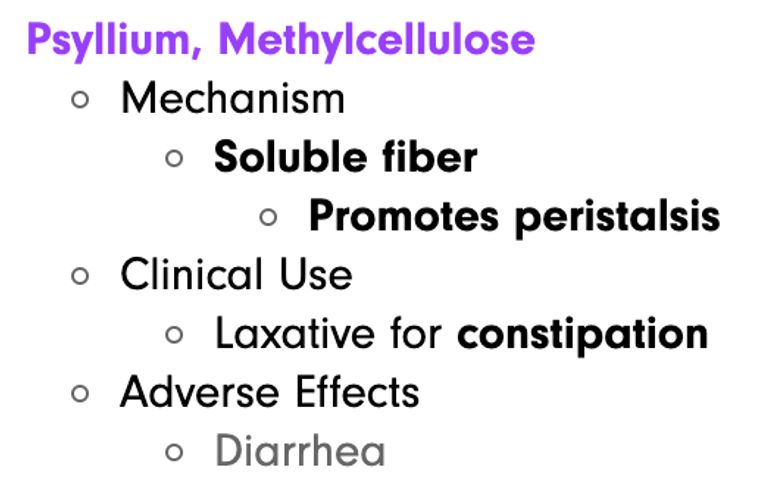 Psyllium, Methylcellulose
Mechanism
Soluble fiber
Promotes peristalsis
Clinical Use
Laxative for constipation
Adverse Effects
Diarrhea